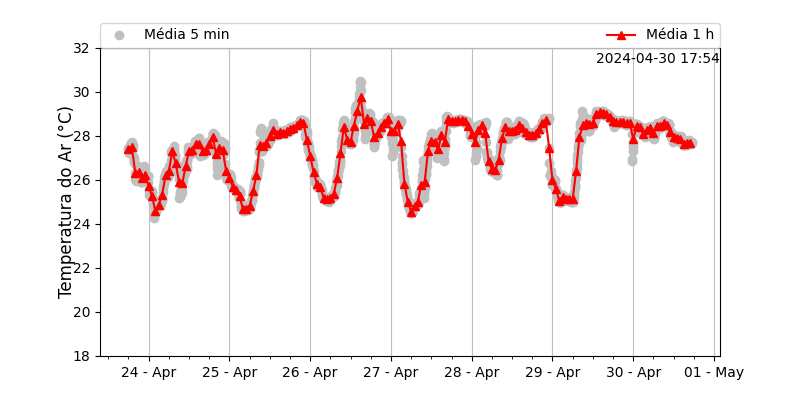 Média 5 min
Média 1 h
2024-04-30 17:54
Temperatura do Ar (°C)
32
30
28
26
24
22
20
18
24 - Apr
25 - Apr
26 - Apr
27 - Apr
28 - Apr
29 - Apr
30 - Apr
01 - May